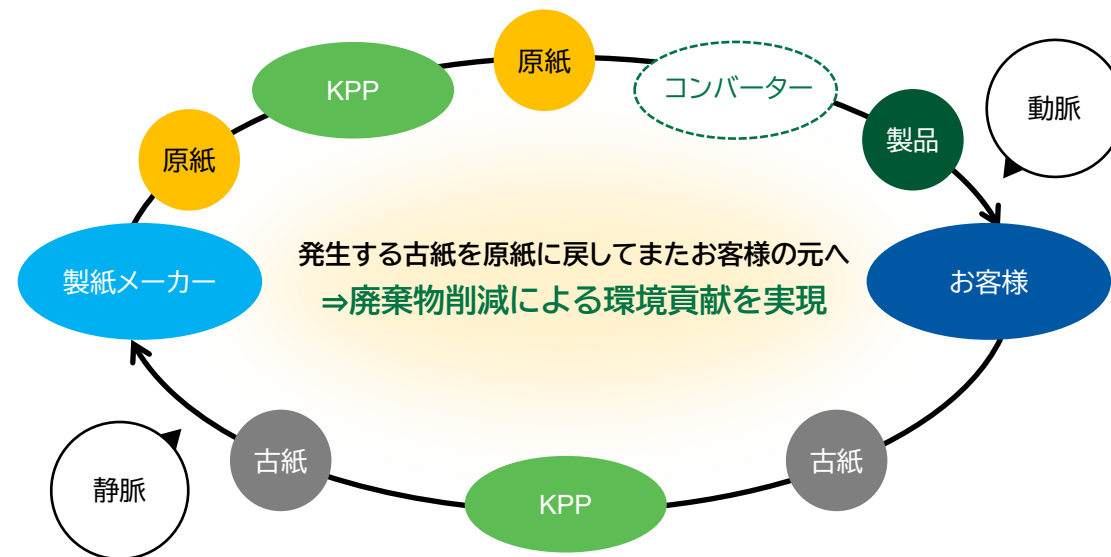 原紙
KPP
コンバーター
動脈
製品
原紙
発生する古紙を原紙に戻してまたお客様の元へ
⇒廃棄物削減による環境貢献を実現
製紙メーカー
お客様
古紙
古紙
静脈
KPP